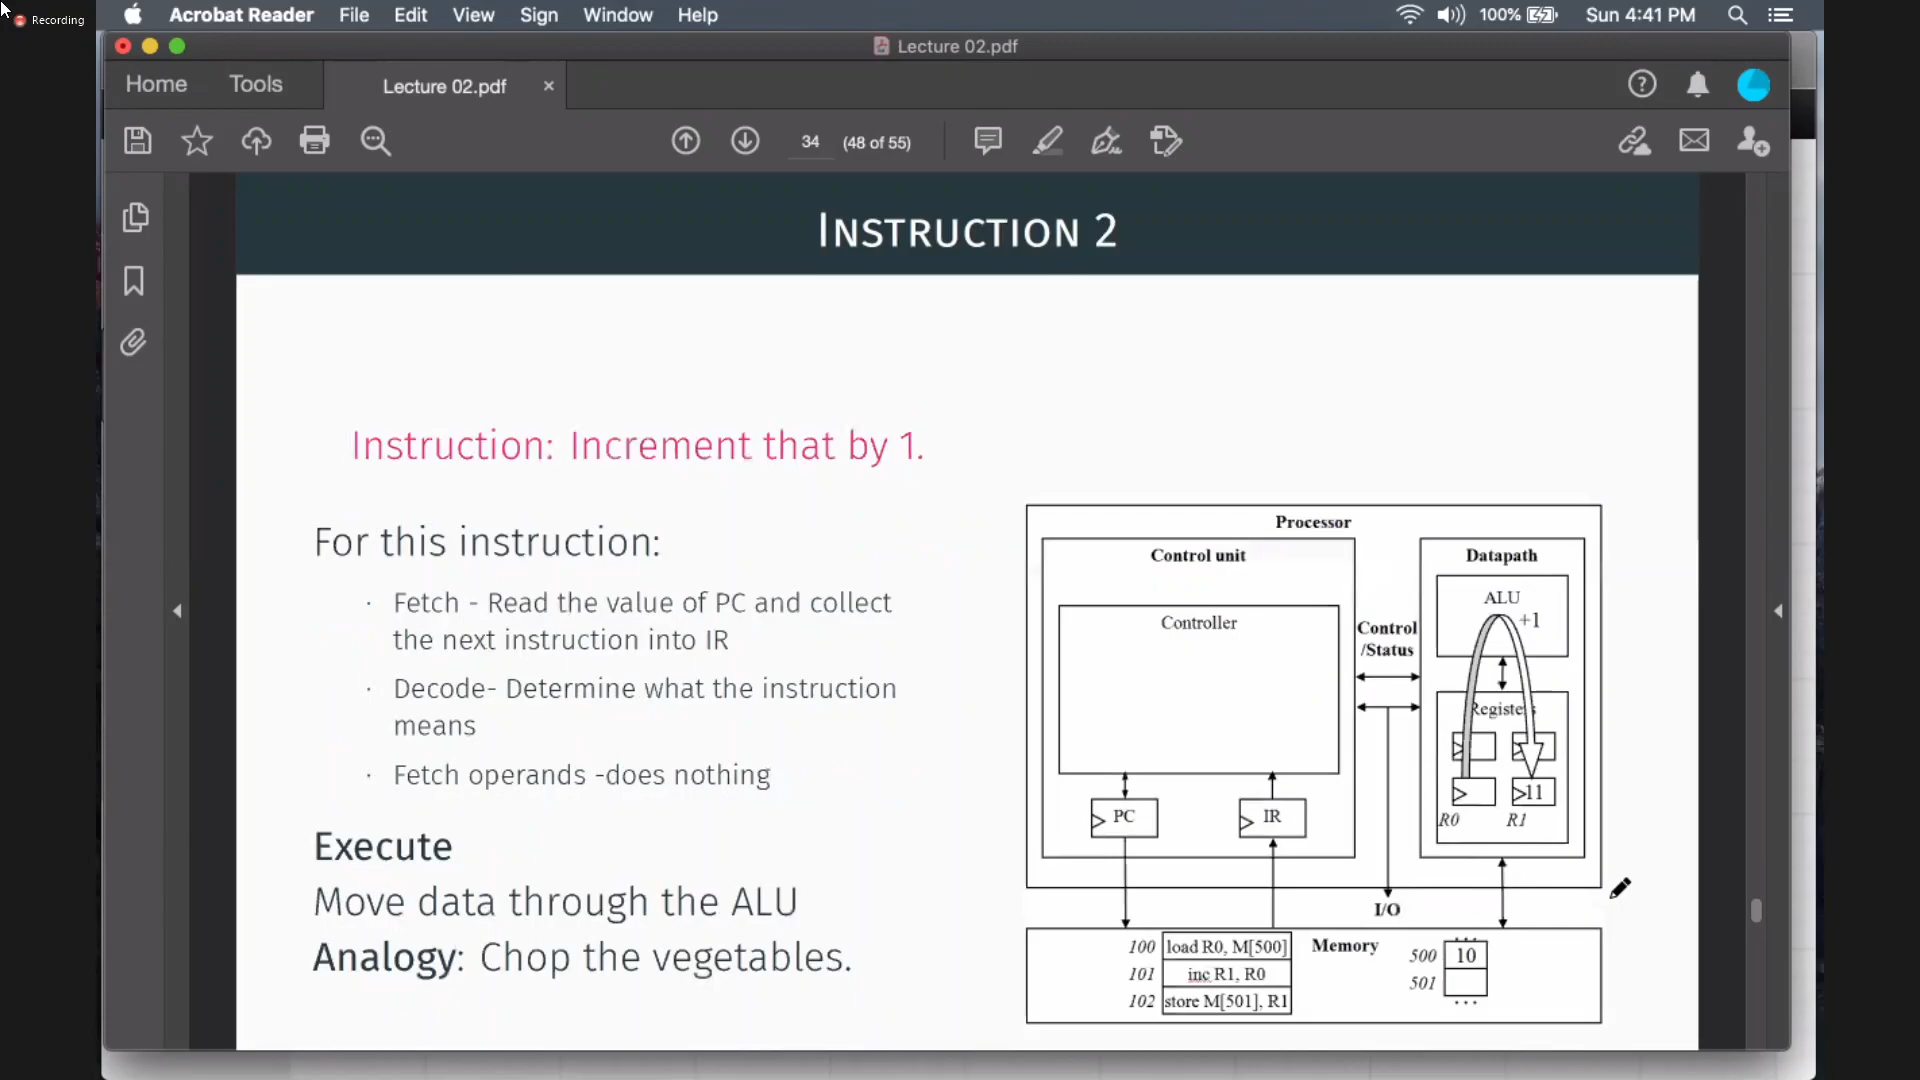 Recording
Acrobat Reader File Edit View Sign Window Help 100% Sun 4:41 PM
Lecture 02.pdf
Home Tools Lecture 02.pdf ×
34 (48 of 55)
INSTRUCTION 2
Instruction: Increment that by 1.
For this instruction:
· Fetch - Read the value of PC and collect
the next instruction into IR
· Decode- Determine what the instruction
means
· Fetch operands -does nothing
Execute
Move data through the ALU
Analogy: Chop the vegetables.
Processor
Control unit
Datapath
Controller
Control
/Status
ALU
+1
Registers
11
R0 R1
PC IR
I/O
Memory
100 load R0, M[500]
101 inc R1, R0
102 store M[501], R1
...
500 10
501
...